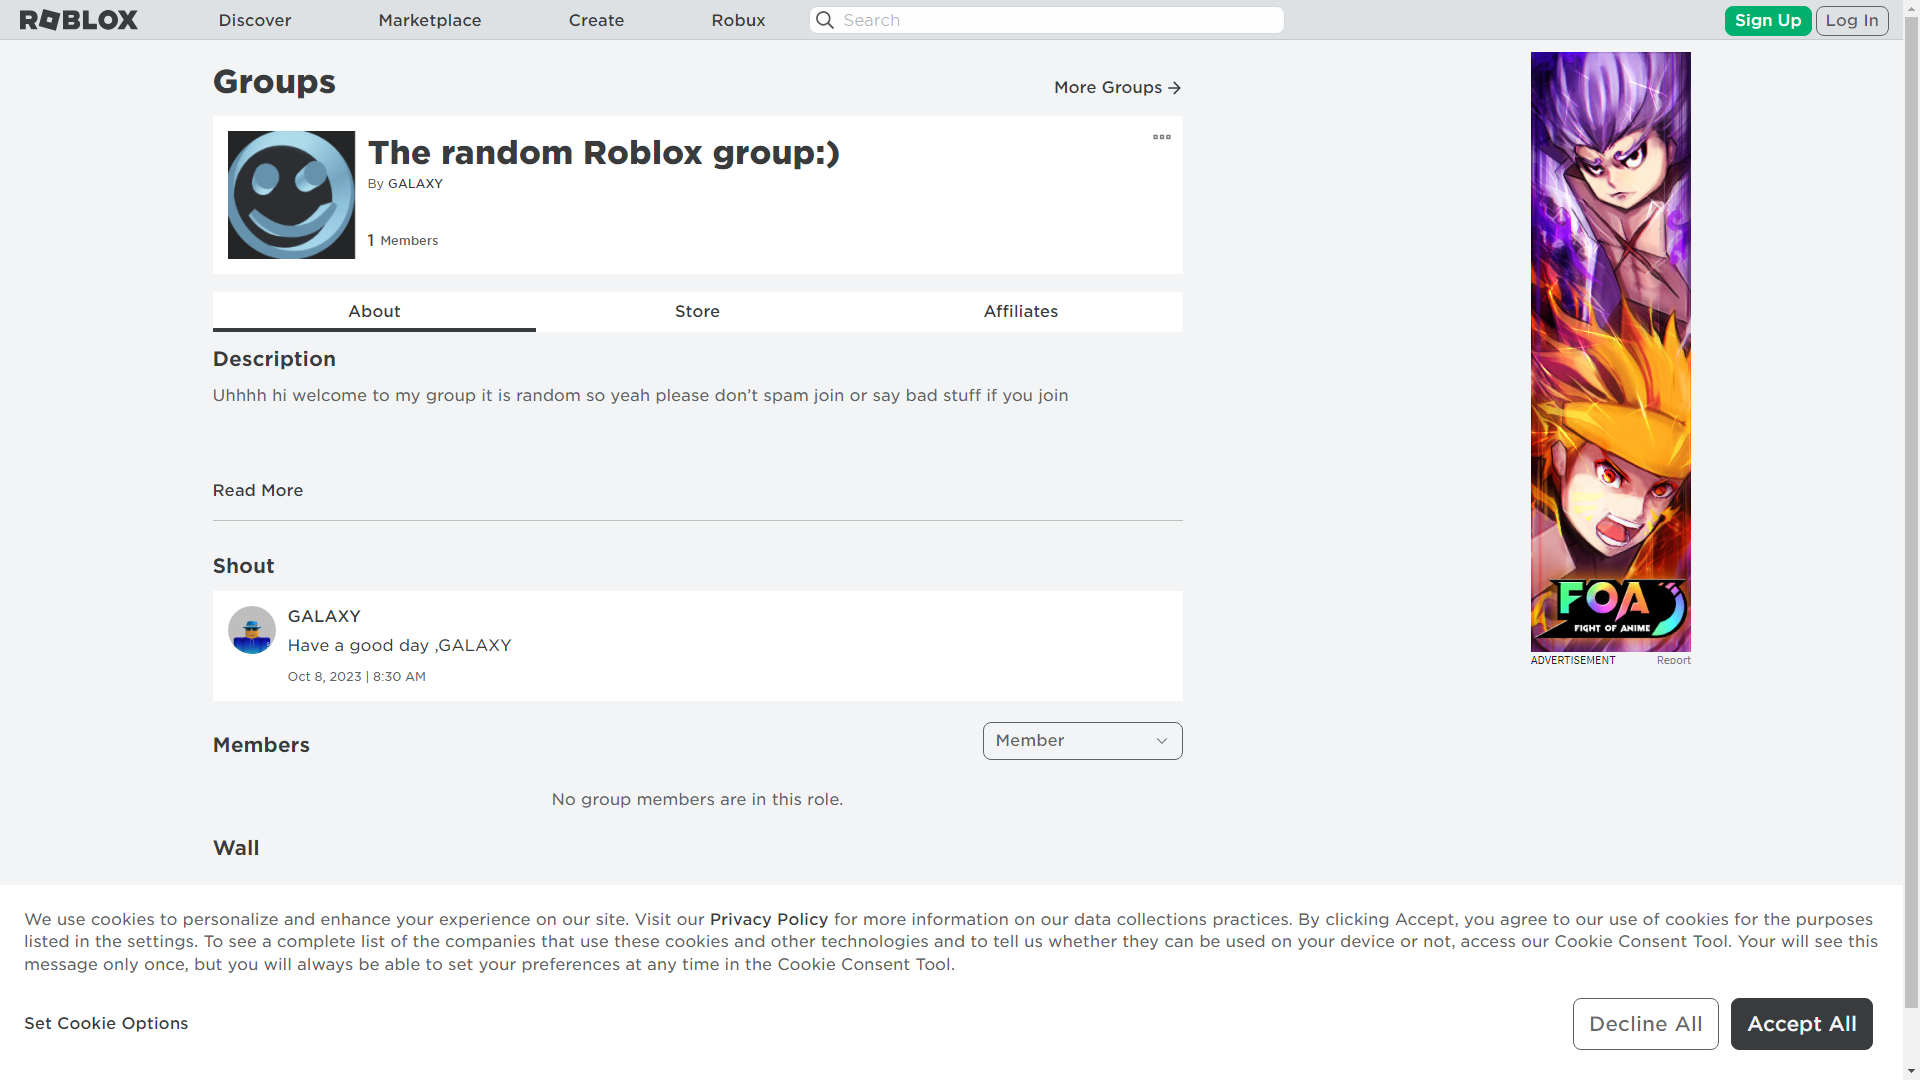 ROBLOX
Discover
Marketplace
Create
Robux
Search
Sign Up
Log In
Groups
More Groups
The random Roblox group:)
By GALAXY
1 Members
About
Store
Affiliates
Description
Uhhhh hi welcome to my group it is random so yeah please don’t spam join or say bad stuff if you join
Read More
Shout
GALAXY
Have a good day ,GALAXY
Oct 8, 2023 | 8:30 AM
Members
Member
No group members are in this role.
Wall
FOA
FIGHT OF ANIME
ADVERTISEMENT
Report
We use cookies to personalize and enhance your experience on our site. Visit our Privacy Policy for more information on our data collections practices. By clicking Accept, you agree to our use of cookies for the purposes
listed in the settings. To see a complete list of the companies that use these cookies and other technologies and to tell us whether they can be used on your device or not, access our Cookie Consent Tool. Your will see this
message only once, but you will always be able to set your preferences at any time in the Cookie Consent Tool.
Set Cookie Options
Decline All
Accept All